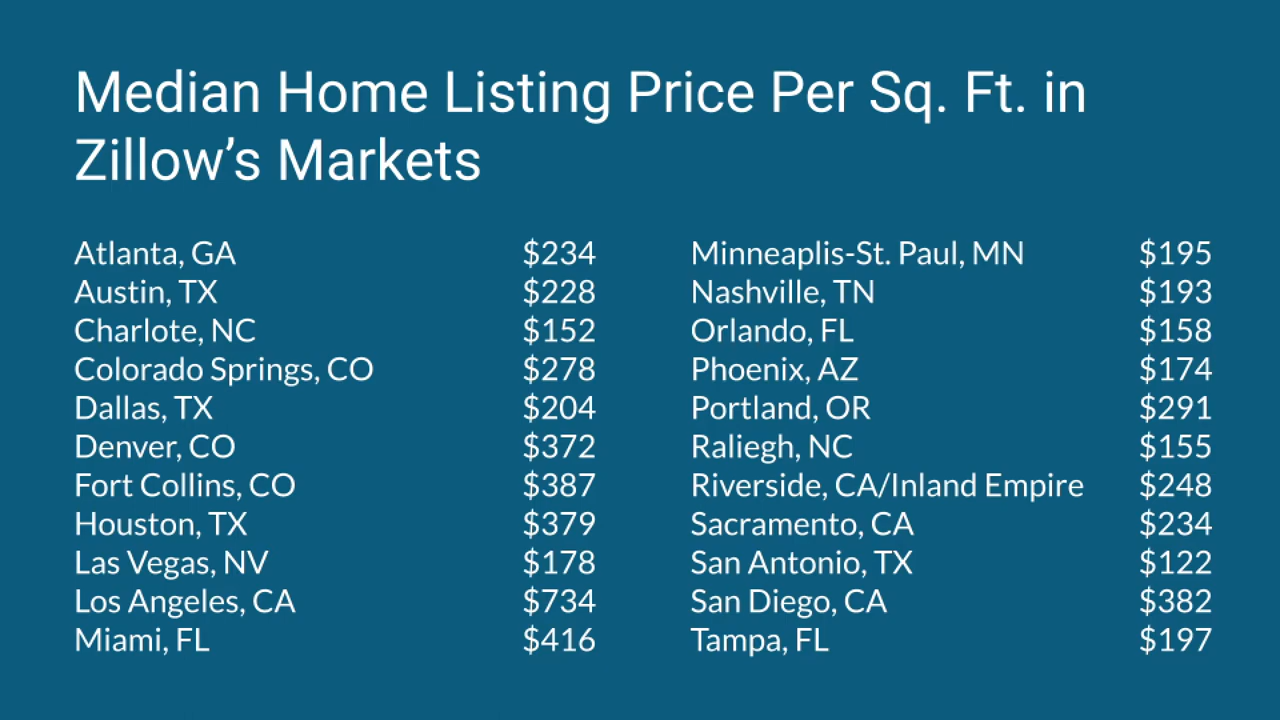 Median Home Listing Price Per Sq. Ft. in
Zillow’s Markets
Atlanta, GA $234
Austin, TX $228
Charlote, NC $152
Colorado Springs, CO $278
Dallas, TX $204
Denver, CO $372
Fort Collins, CO $387
Houston, TX $379
Las Vegas, NV $178
Los Angeles, CA $734
Miami, FL $416
Minneaplis-St. Paul, MN $195
Nashville, TN $193
Orlando, FL $158
Phoenix, AZ $174
Portland, OR $291
Raliegh, NC $155
Riverside, CA/Inland Empire $248
Sacramento, CA $234
San Antonio, TX $122
San Diego, CA $382
Tampa, FL $197